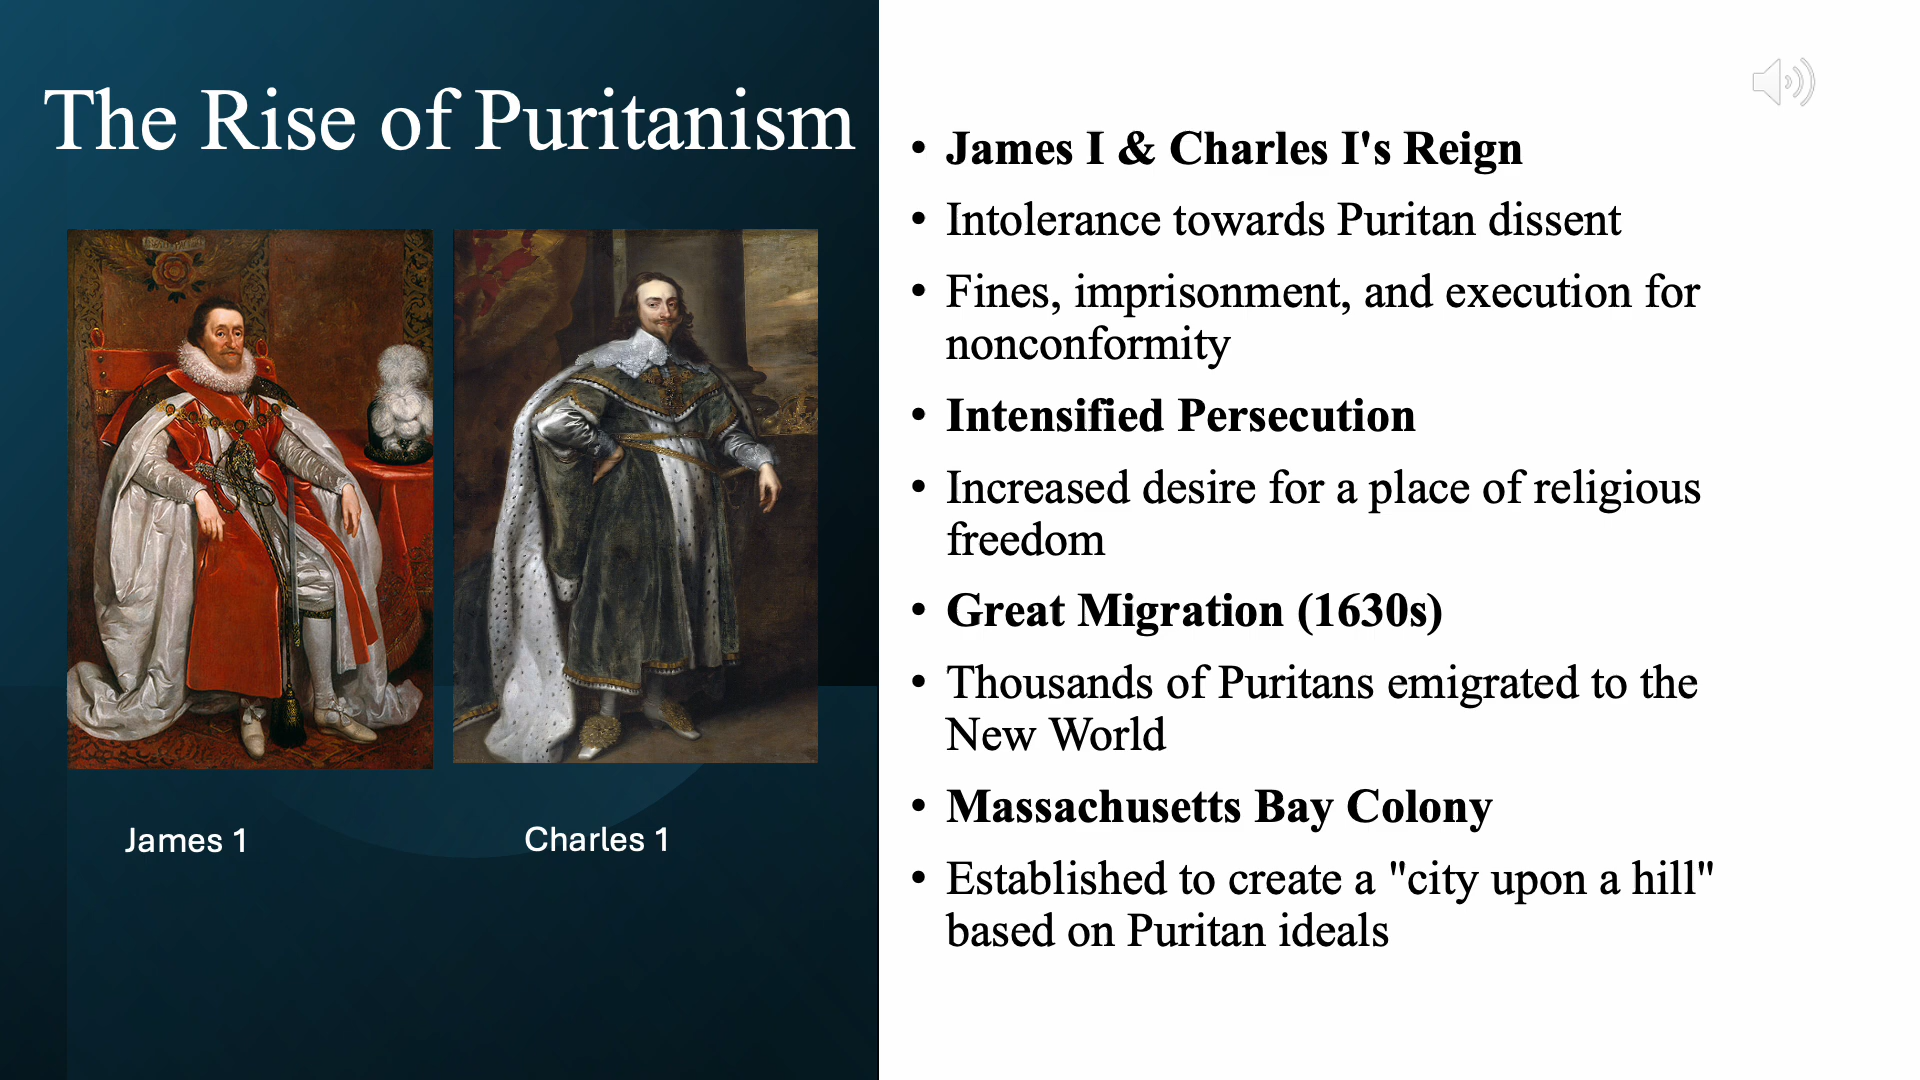 The Rise of Puritanism
James 1
Charles 1
• James I & Charles I's Reign
• Intolerance towards Puritan dissent
• Fines, imprisonment, and execution for
nonconformity
• Intensified Persecution
• Increased desire for a place of religious
freedom
• Great Migration (1630s)
• Thousands of Puritans emigrated to the
New World
• Massachusetts Bay Colony
• Established to create a "city upon a hill"
based on Puritan ideals